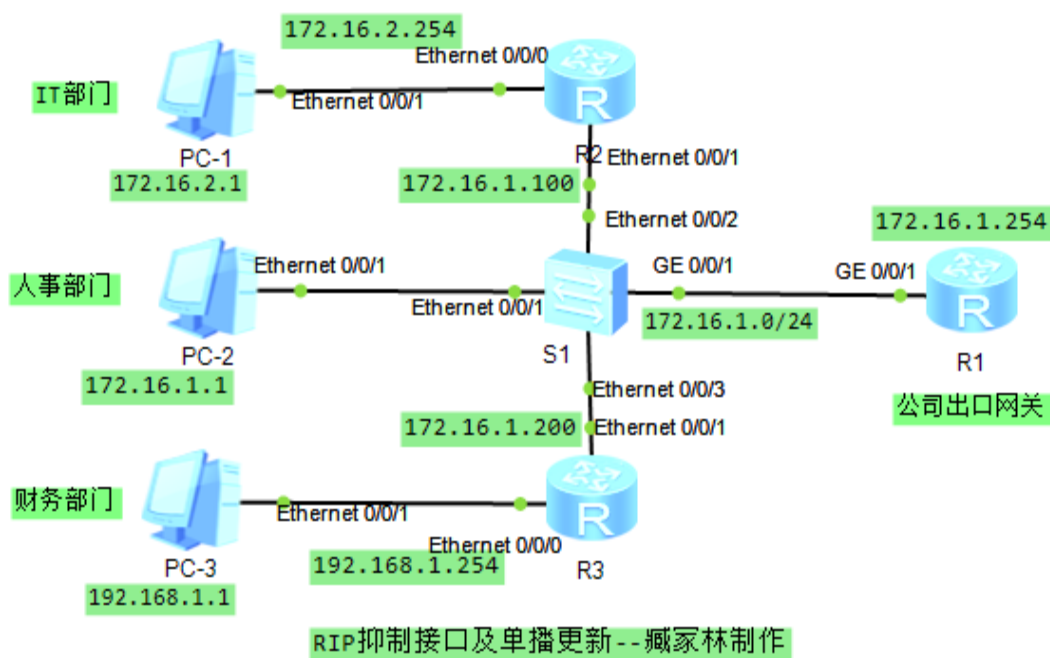 172.16.2.254
Ethernet 0/0/0
IT部门
Ethernet 0/0/1
PC-1
R
R2
Ethernet 0/0/1
172.16.2.1
172.16.1.100
Ethernet 0/0/2
172.16.1.254
人事部门
Ethernet 0/0/1
GE 0/0/1
GE 0/0/1
Ethernet 0/0/1
R
172.16.1.0/24
PC-2
S1
R1
172.16.1.1
Ethernet 0/0/3
公司出口网关
172.16.1.200
Ethernet 0/0/1
财务部门
Ethernet 0/0/1
R
Ethernet 0/0/0
PC-3
192.168.1.254
R3
192.168.1.1
RIP抑制接口及单播更新--臧家林制作